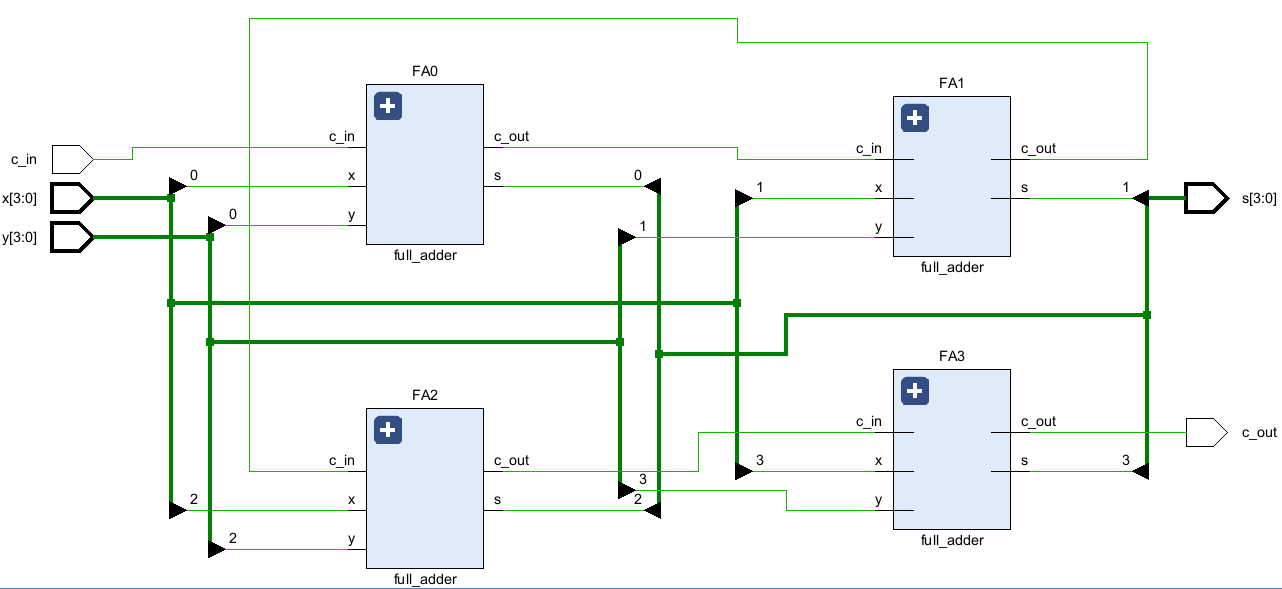 FA0
FA1
c_in
c_out
c_in
c_in
c_out
x[3:0]
0
x
s
0
1
x
s
1
s[3:0]
y[3:0]
0
y
1
y
full_adder
full_adder
FA3
FA2
c_in
c_out
c_out
c_in
c_out
3
x
s
3
3
2
x
s
2
y
2
y
full_adder
full_adder